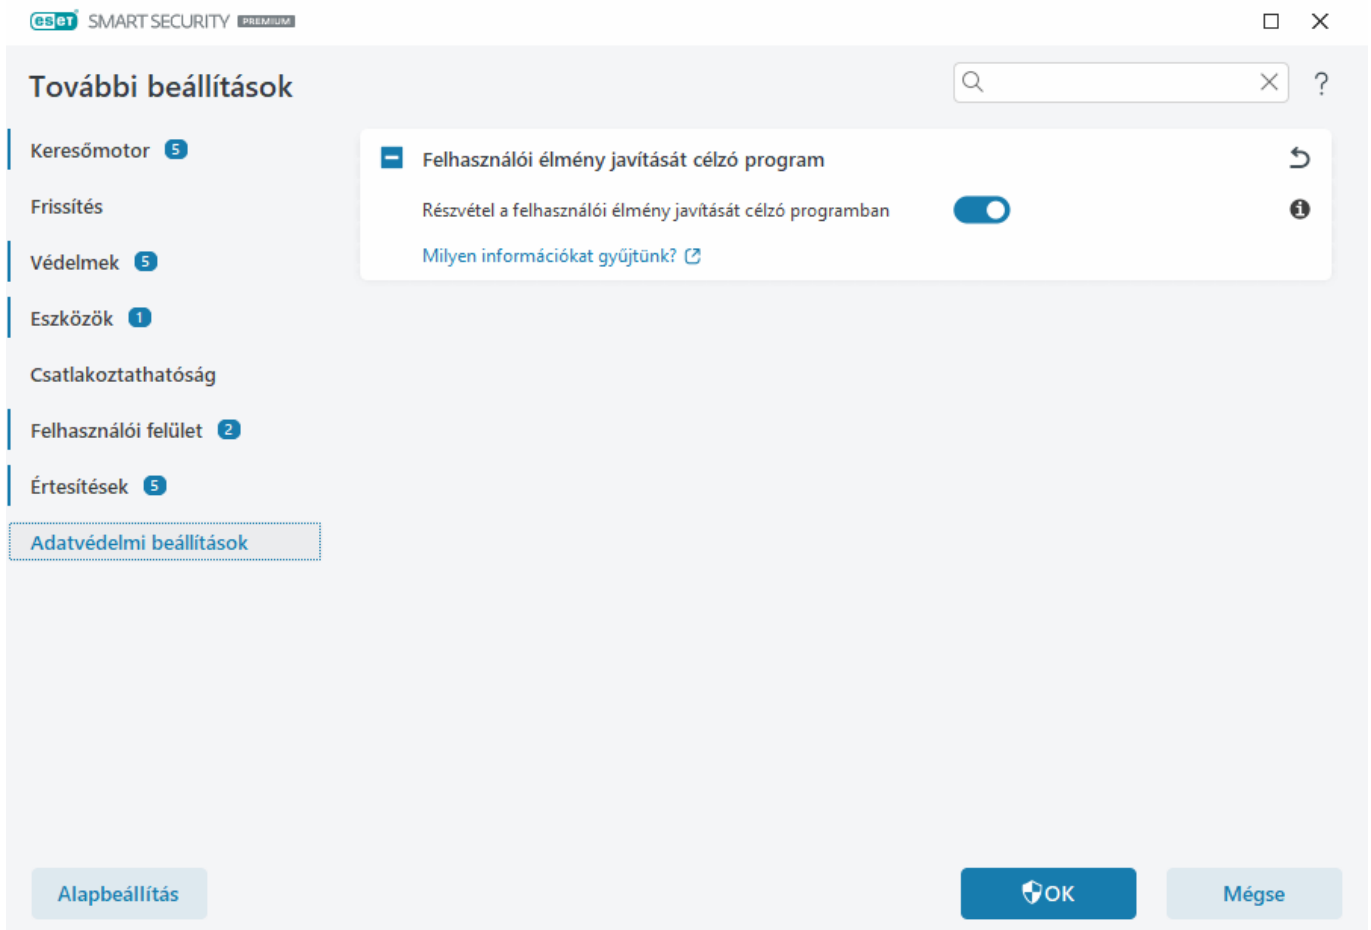 eset SMART SECURITY PREMIUM
További beállítások
?
Keresőmotor 5
Frissítés
Védelmek 5
Eszközök 1
Csatlakoztathatóság
Felhasználói felület 2
Értesítések 5
Adatvédelmi beállítások
Felhasználói élmény javítását célzó program
Részvétel a felhasználói élmény javítását célzó programban
Milyen információkat gyűjtünk?
Alapbeállítás
OK
Mégse